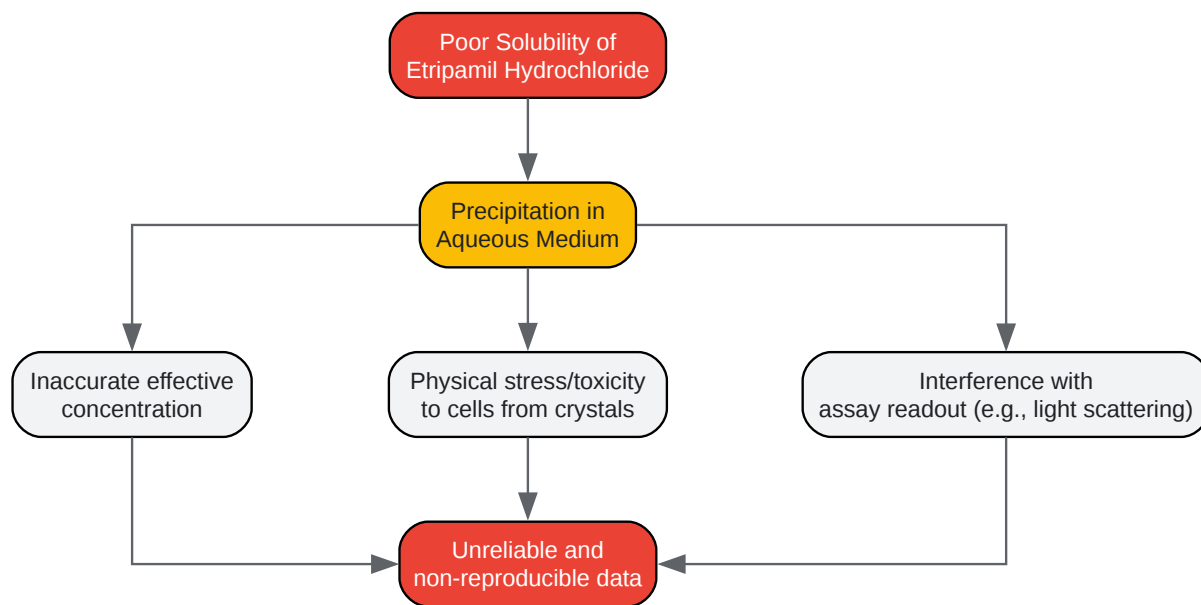 Poor Solubility of
Etripamil Hydrochloride
Precipitation in
Aqueous Medium
Inaccurate effective
concentration
Physical stress/toxicity
to cells from crystals
Interference with
assay readout (e.g., light scattering)
Unreliable and
non-reproducible data